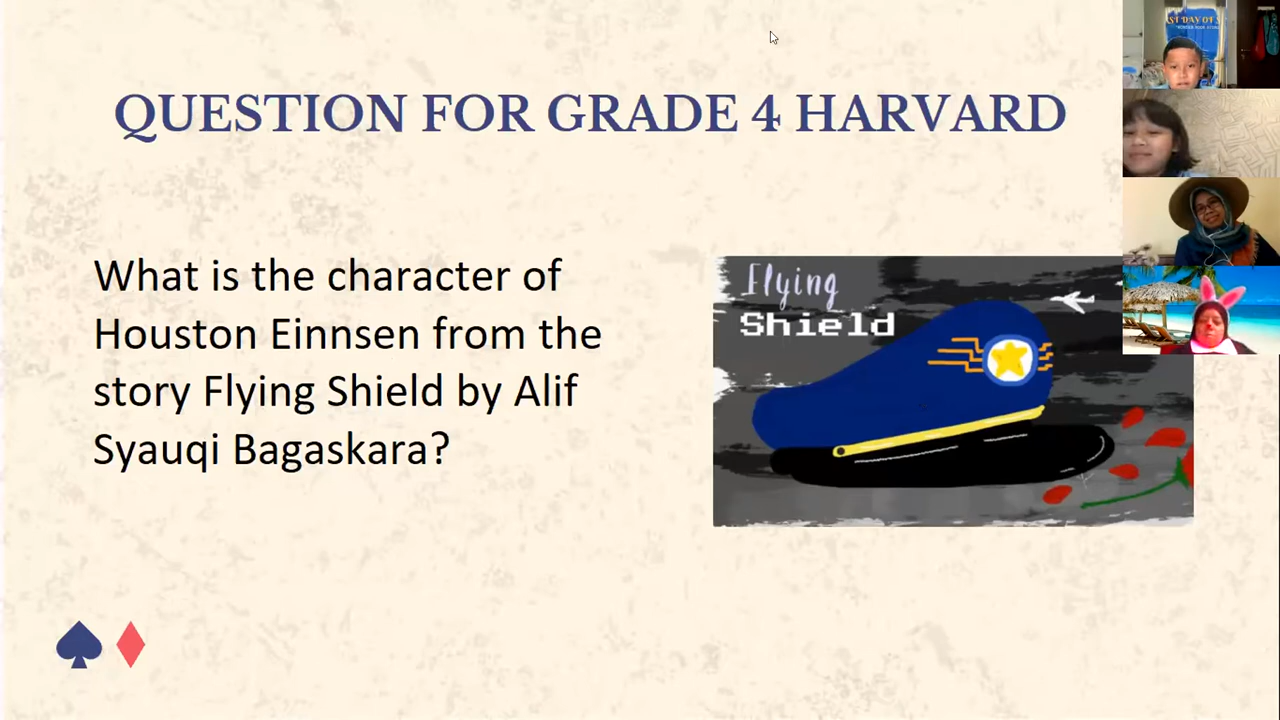 QUESTION FOR GRADE 4 HARVARD
What is the character of
Houston Einnsen from the
story Flying Shield by Alif
Syauqi Bagaskara?
Flying
Shield